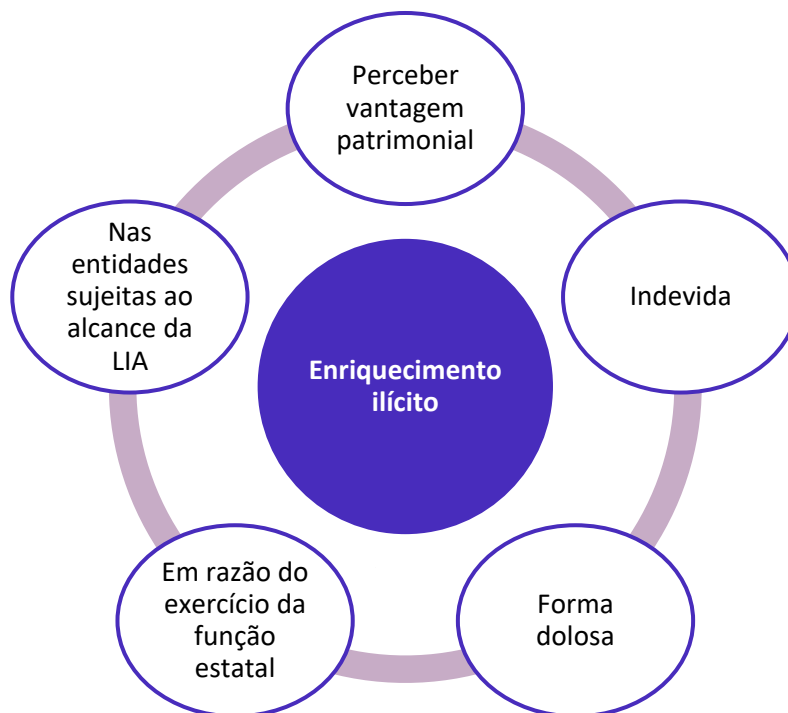 Perceber
vantagem
patrimonial
Indevida
Forma
dolosa
Em razão do
exercício da
função
estatal
Nas
entidades
sujeitas ao
alcance da
LIA
Enriquecimento
ilícito